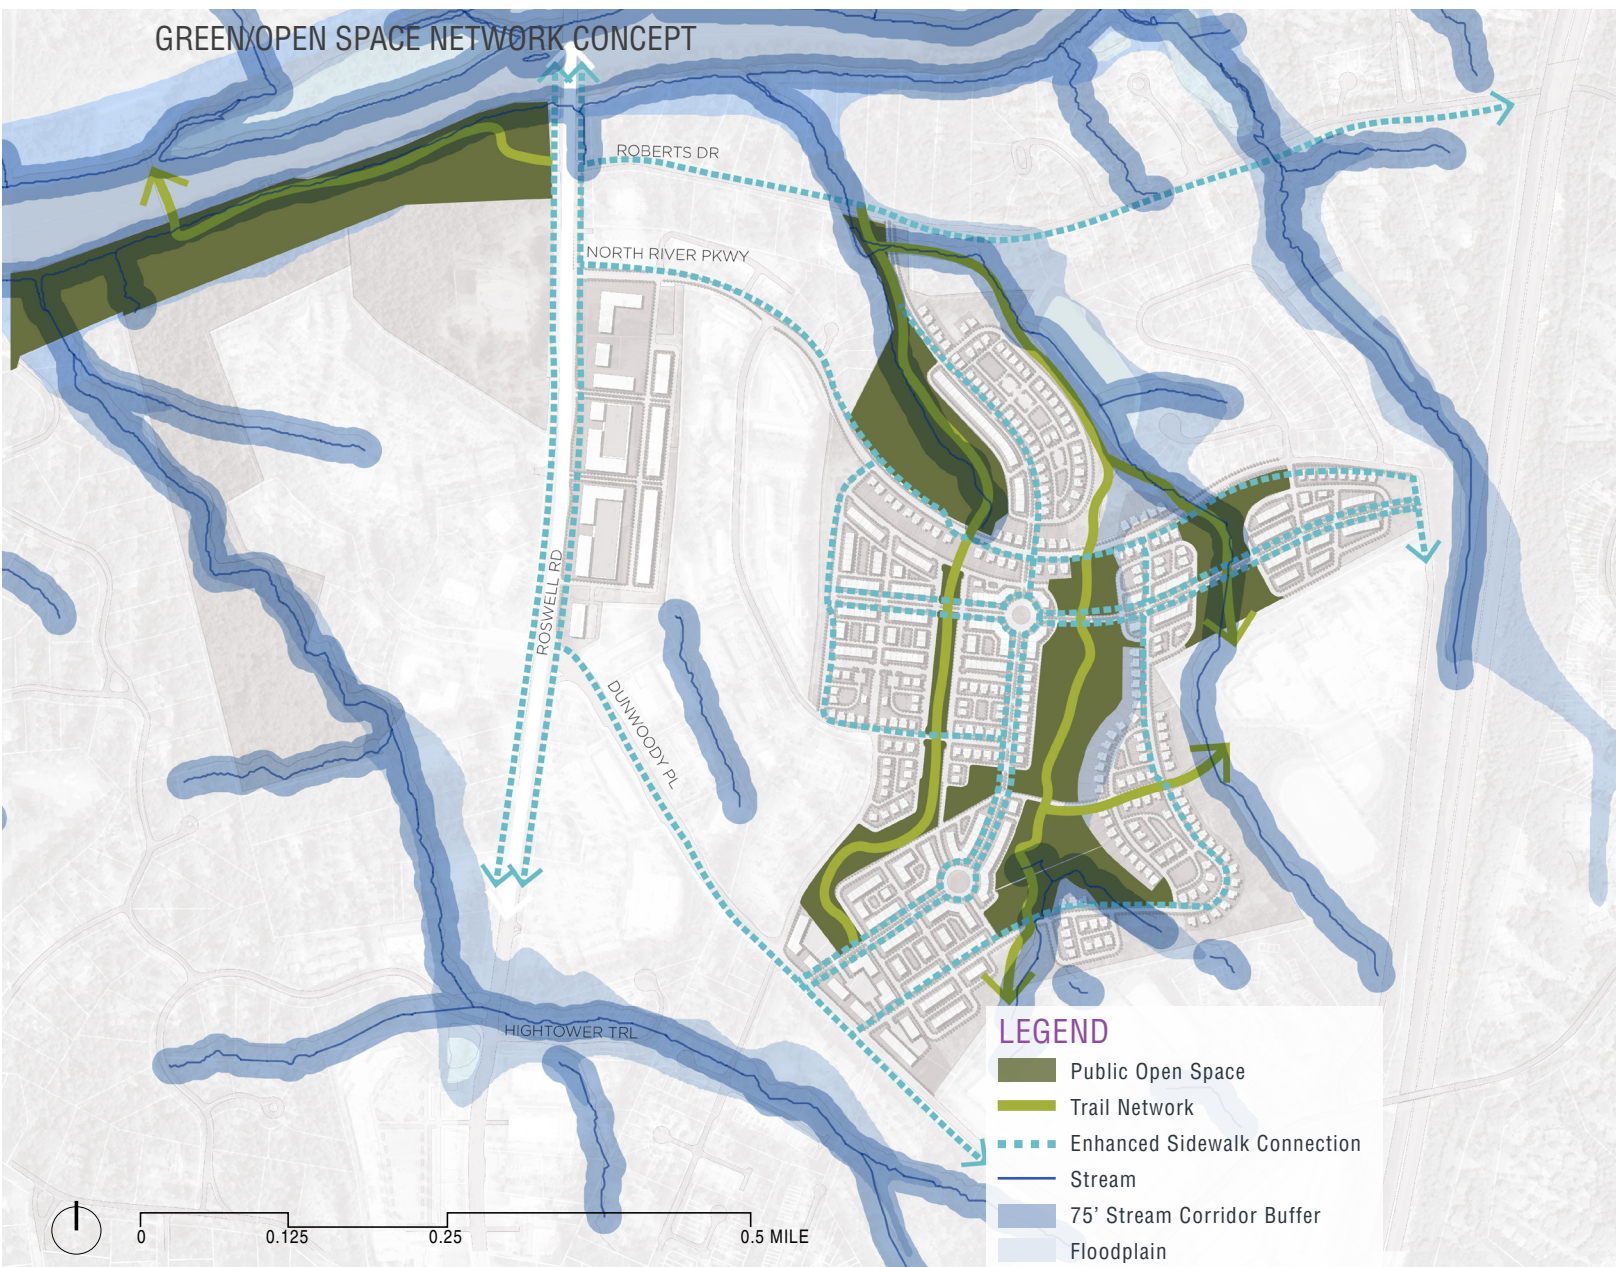 GREEN/OPEN SPACE NETWORK CONCEPT
ROBERTS DR
NORTH RIVER PKWY
ROSWELL RD
DUNWOODY PL
HIGHTOWER TRL
LEGEND
Public Open Space
Trail Network
Enhanced Sidewalk Connection
Stream
75' Stream Corridor Buffer
Floodplain
0 0.125 0.25 0.5 MILE